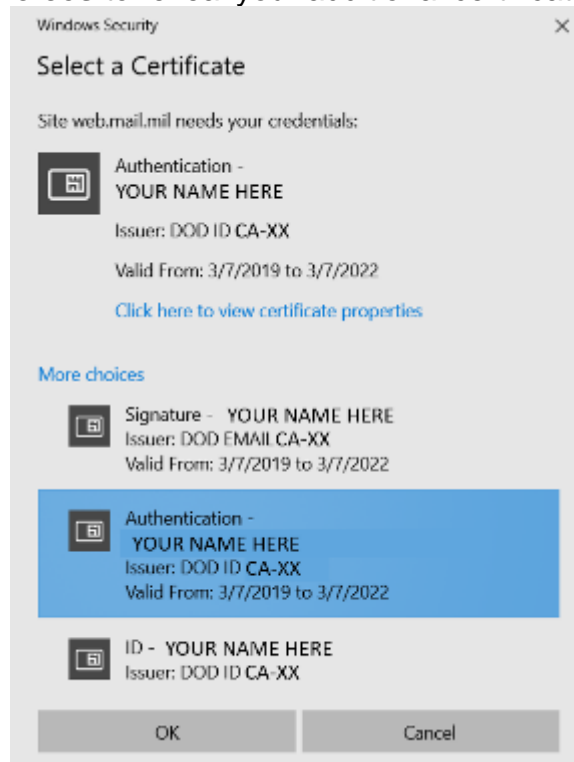 Windows Security
Select a Certificate
Site web.mail.mil needs your credentials:
Authentication -
YOUR NAME HERE
Issuer: DOD ID CA-XX
Valid From: 3/7/2019 to 3/7/2022
Click here to view certificate properties
More choices
Signature - YOUR NAME HERE
Issuer: DOD EMAIL CA-XX
Valid From: 3/7/2019 to 3/7/2022
Authentication -
YOUR NAME HERE
Issuer: DOD ID CA-XX
Valid From: 3/7/2019 to 3/7/2022
ID - YOUR NAME HERE
Issuer: DOD ID CA-XX
OK Cancel